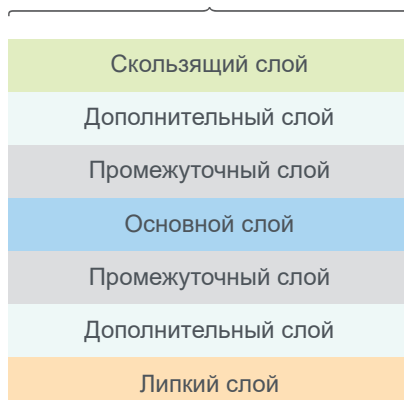 Скользящий слой
Дополнительный слой
Промежуточный слой
Основной слой
Промежуточный слой
Дополнительный слой
Липкий слой